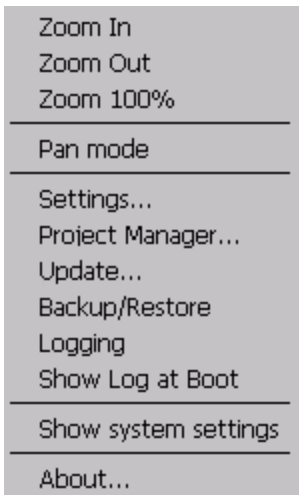 Zoom In
Zoom Out
Zoom 100%
Pan mode
Settings...
Project Manager...
Update...
Backup/Restore
Logging
Show Log at Boot
Show system settings
About...